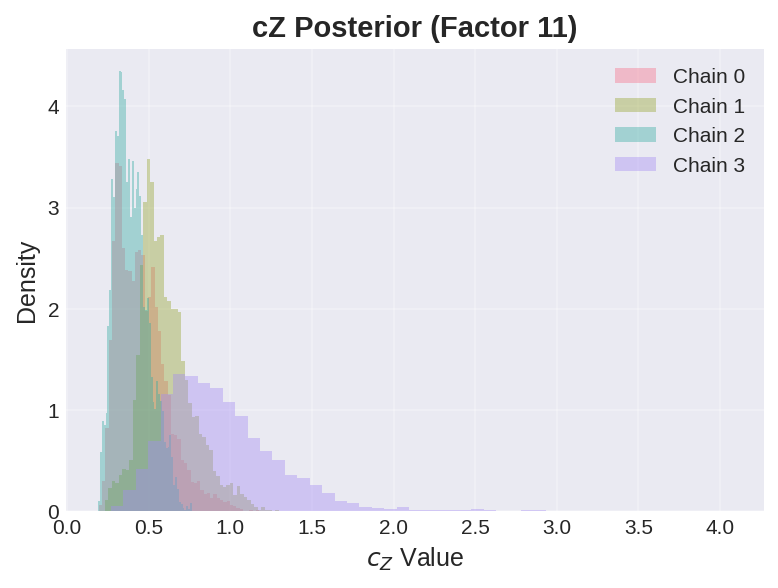 cZ Posterior (Factor 11)
Chain 0
Chain 1
Chain 2
Chain 3
Density
4
3
2
1
0
0.0 0.5 1.0 1.5 2.0 2.5 3.0 3.5 4.0
c_Z Value